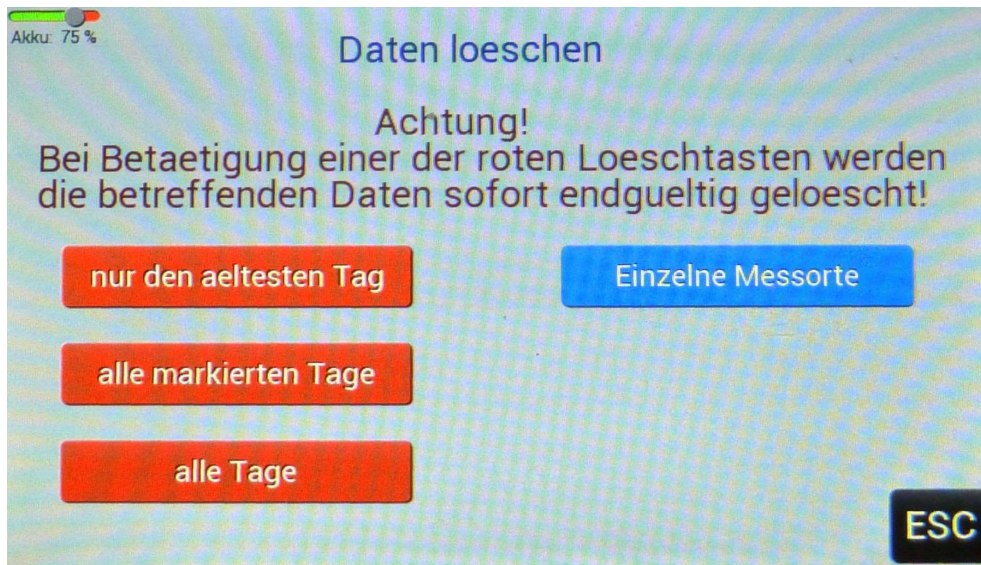 Akku: 75 %
Daten loeschen
Achtung!
Bei Betaetigung einer der roten Loeschtasten werden
die betreffenden Daten sofort endgueltig geloescht!
nur den aeltesten Tag
Einzelne Messorte
alle markierten Tage
alle Tage
ESC